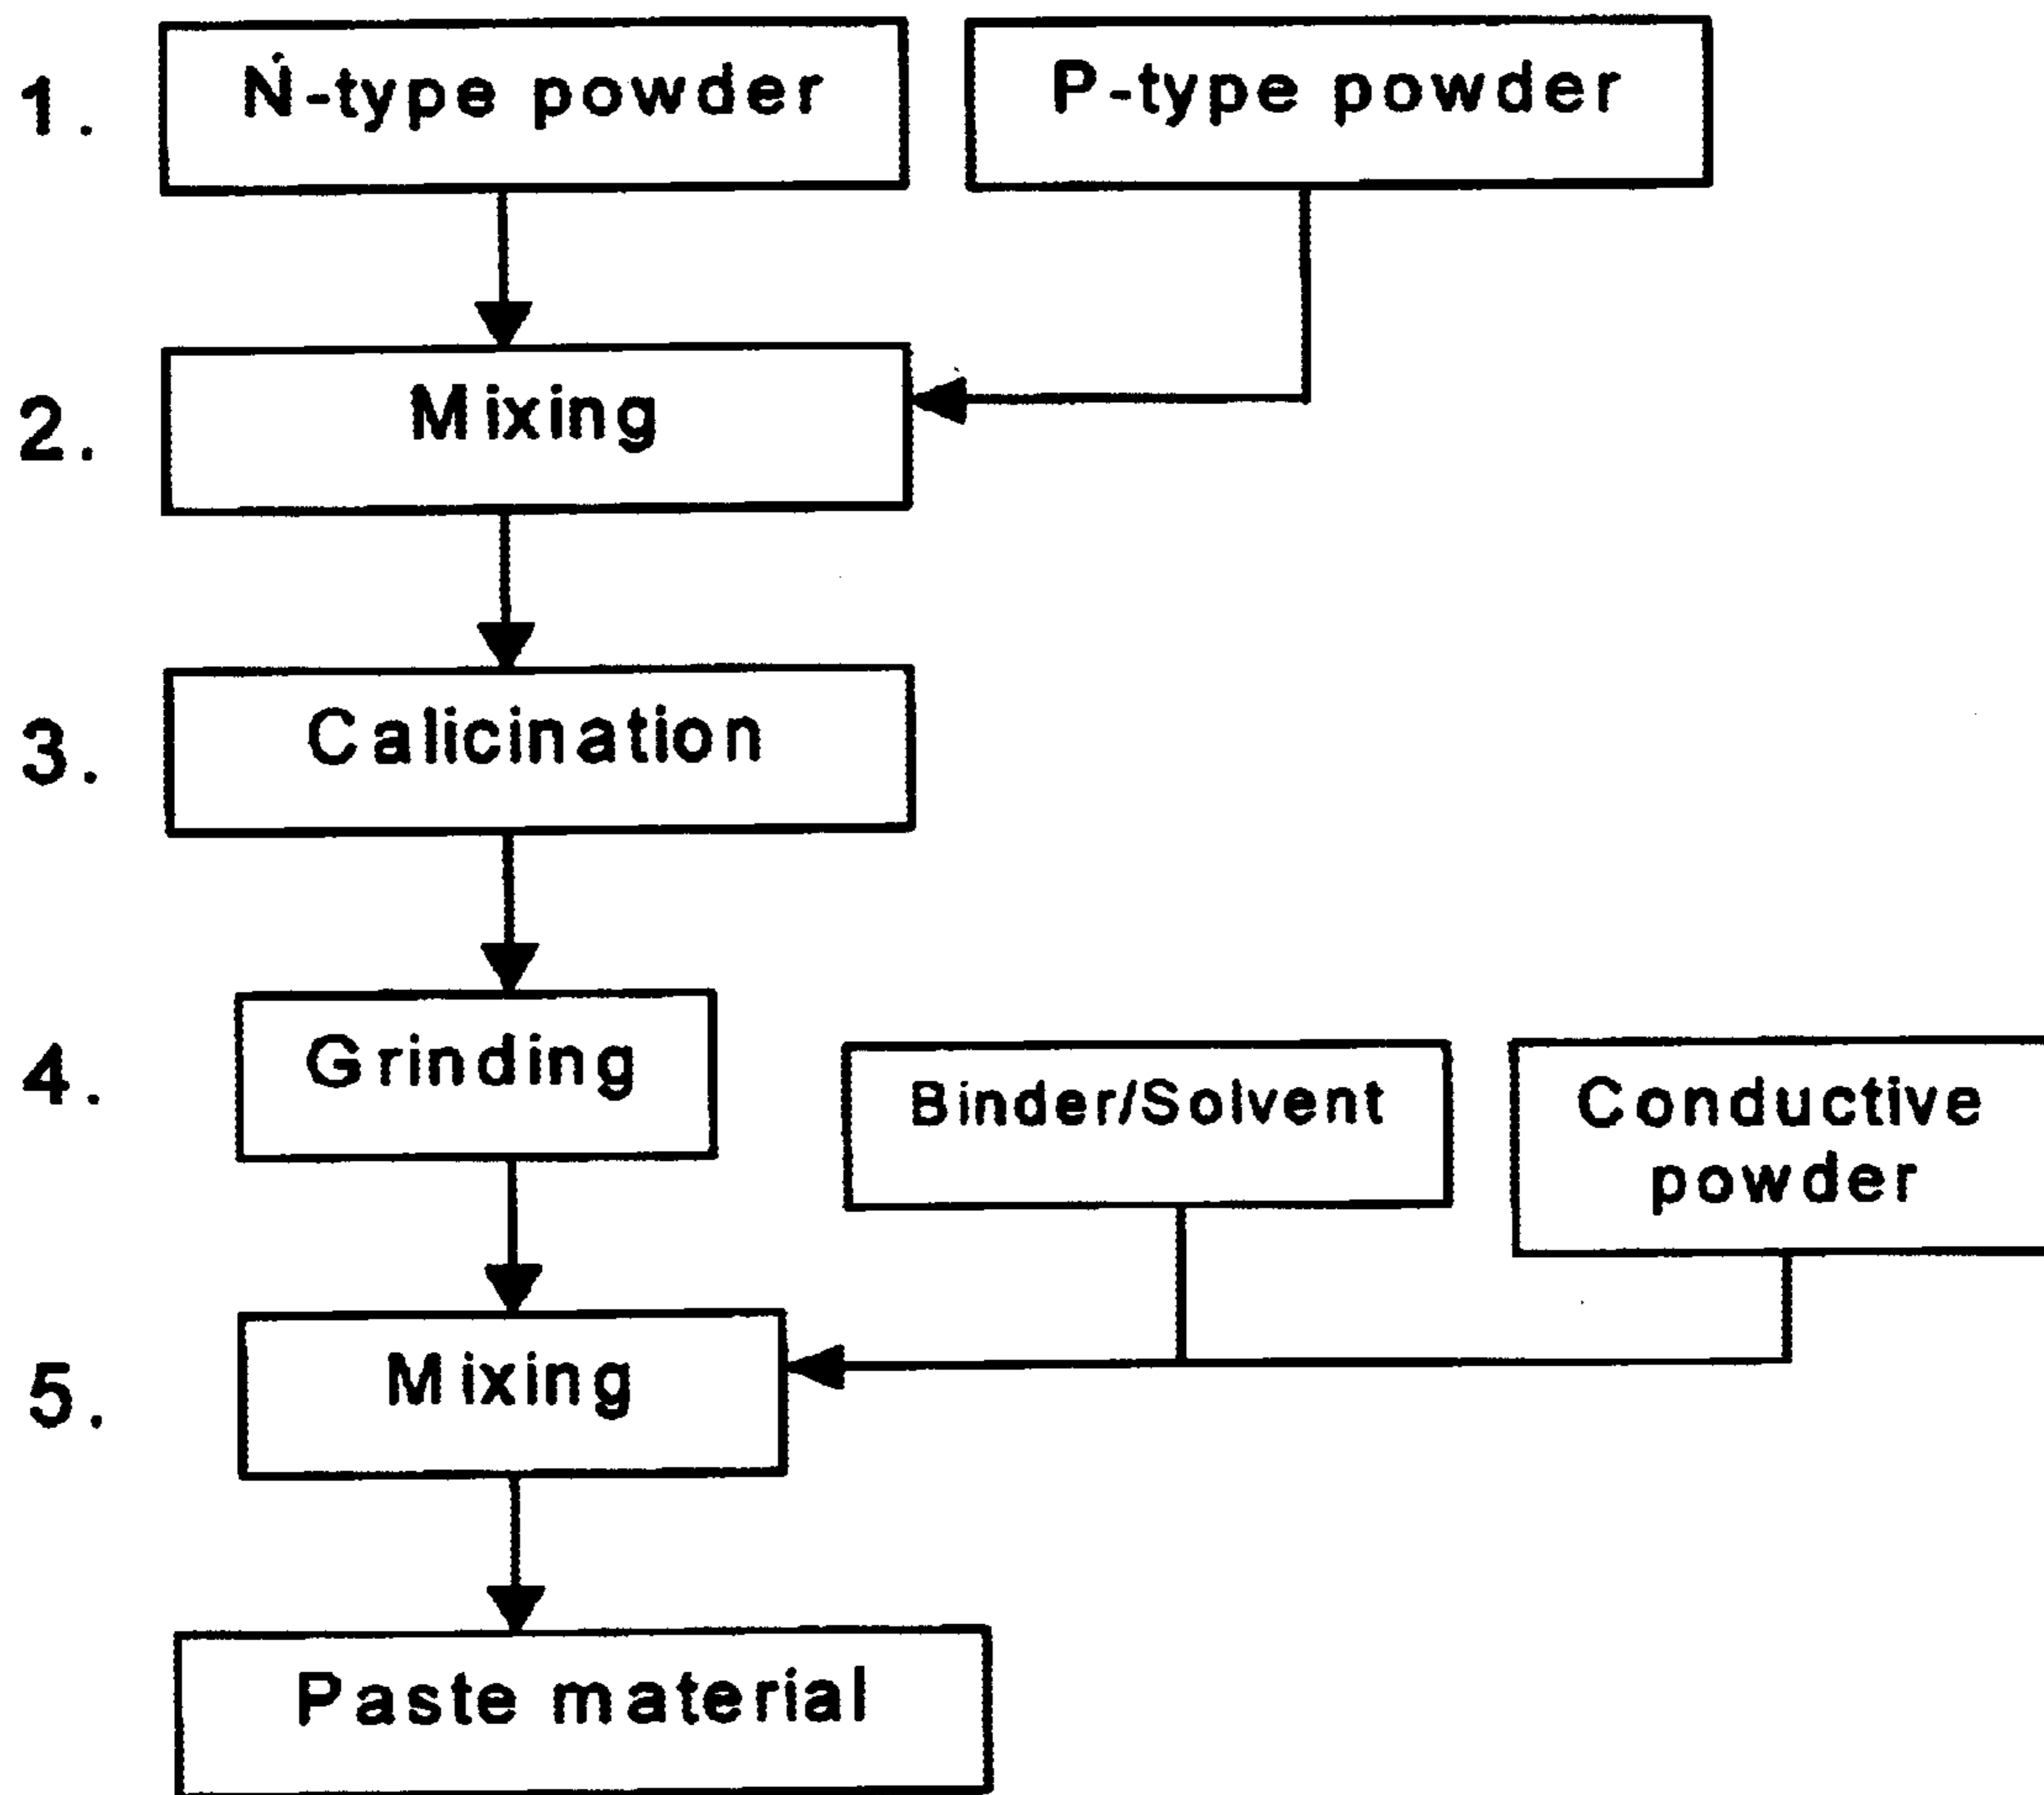 1.
N-type powder
P-type powder
2.
Mixing
3.
Calicination
4.
Grinding
Binder/Solvent
Conductive
powder
5.
Mixing
Paste material